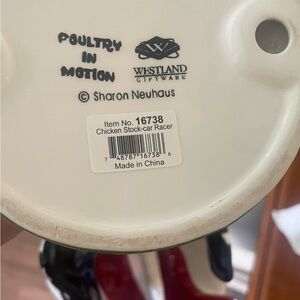 POULTRY
IN
MOTION
W
WESTLAND
GIFTWARE
© Sharon Neuhaus
Item No. 16738
Chicken Stock-car Racer
7 48787 16738 6
Made in China